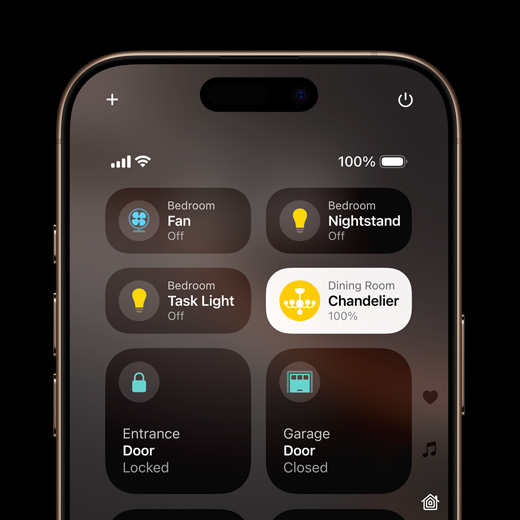 100%
Bedroom
Fan
Off
Bedroom
Nightstand
Off
Bedroom
Task Light
Off
Dining Room
Chandelier
100%
Entrance
Door
Locked
Garage
Door
Closed